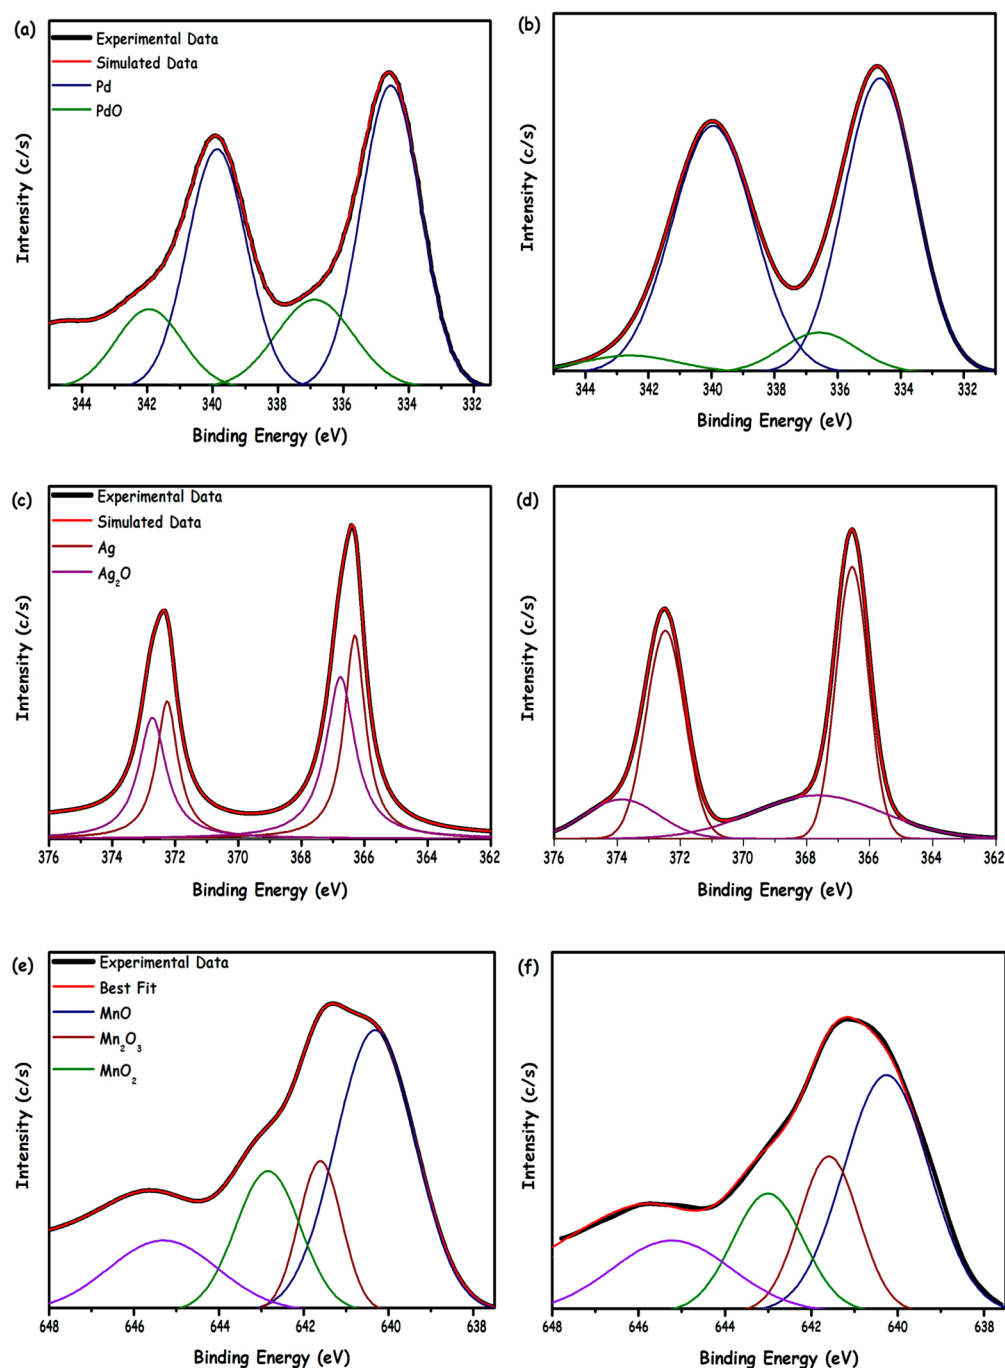 (a)
Experimental Data
Simulated Data
Pd
PdO
Intensity (c/s)
344 342 340 338 336 334 332
Binding Energy (eV)
(b)
Intensity (c/s)
344 342 340 338 336 334 332
Binding Energy (eV)
(c)
Experimental Data
Simulated Data
Ag
Ag₂O
Intensity (c/s)
376 374 372 370 368 366 364 362
Binding Energy (eV)
(d)
Intensity (c/s)
376 374 372 370 368 366 364 362
Binding Energy (eV)
(e)
Experimental Data
Best Fit
MnO
Mn₂O₃
MnO₂
Intensity (c/s)
648 646 644 642 640 638
Binding Energy (eV)
(f)
Intensity (c/s)
648 646 644 642 640 638
Binding Energy (eV)